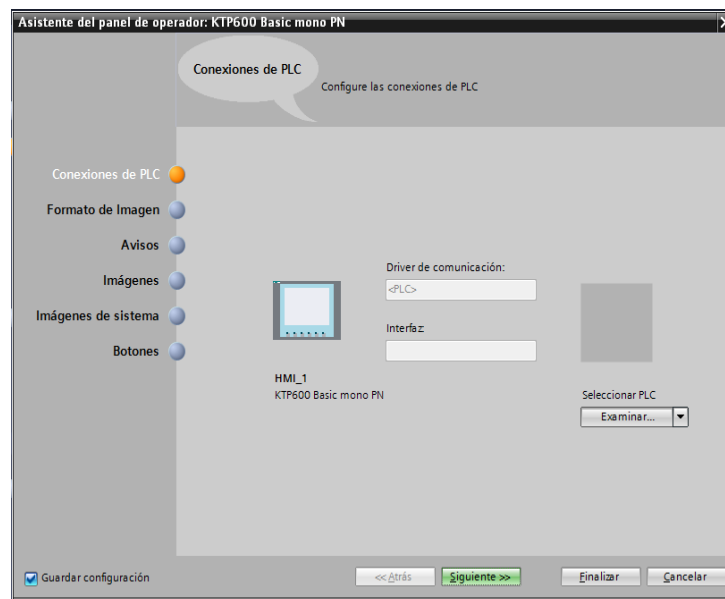 Asistente del panel de operador: KTP600 Basic mono PN
Conexiones de PLC
Configure las conexiones de PLC
Conexiones de PLC
Formato de Imagen
Avisos
Imágenes
Imágenes de sistema
Botones
Driver de comunicación:
<PLC>
Interfaz:
HMI_1
KTP600 Basic mono PN
Seleccionar PLC
Examinar...
Guardar configuración
<< Atrás
Siguiente >>
Finalizar
Cancelar